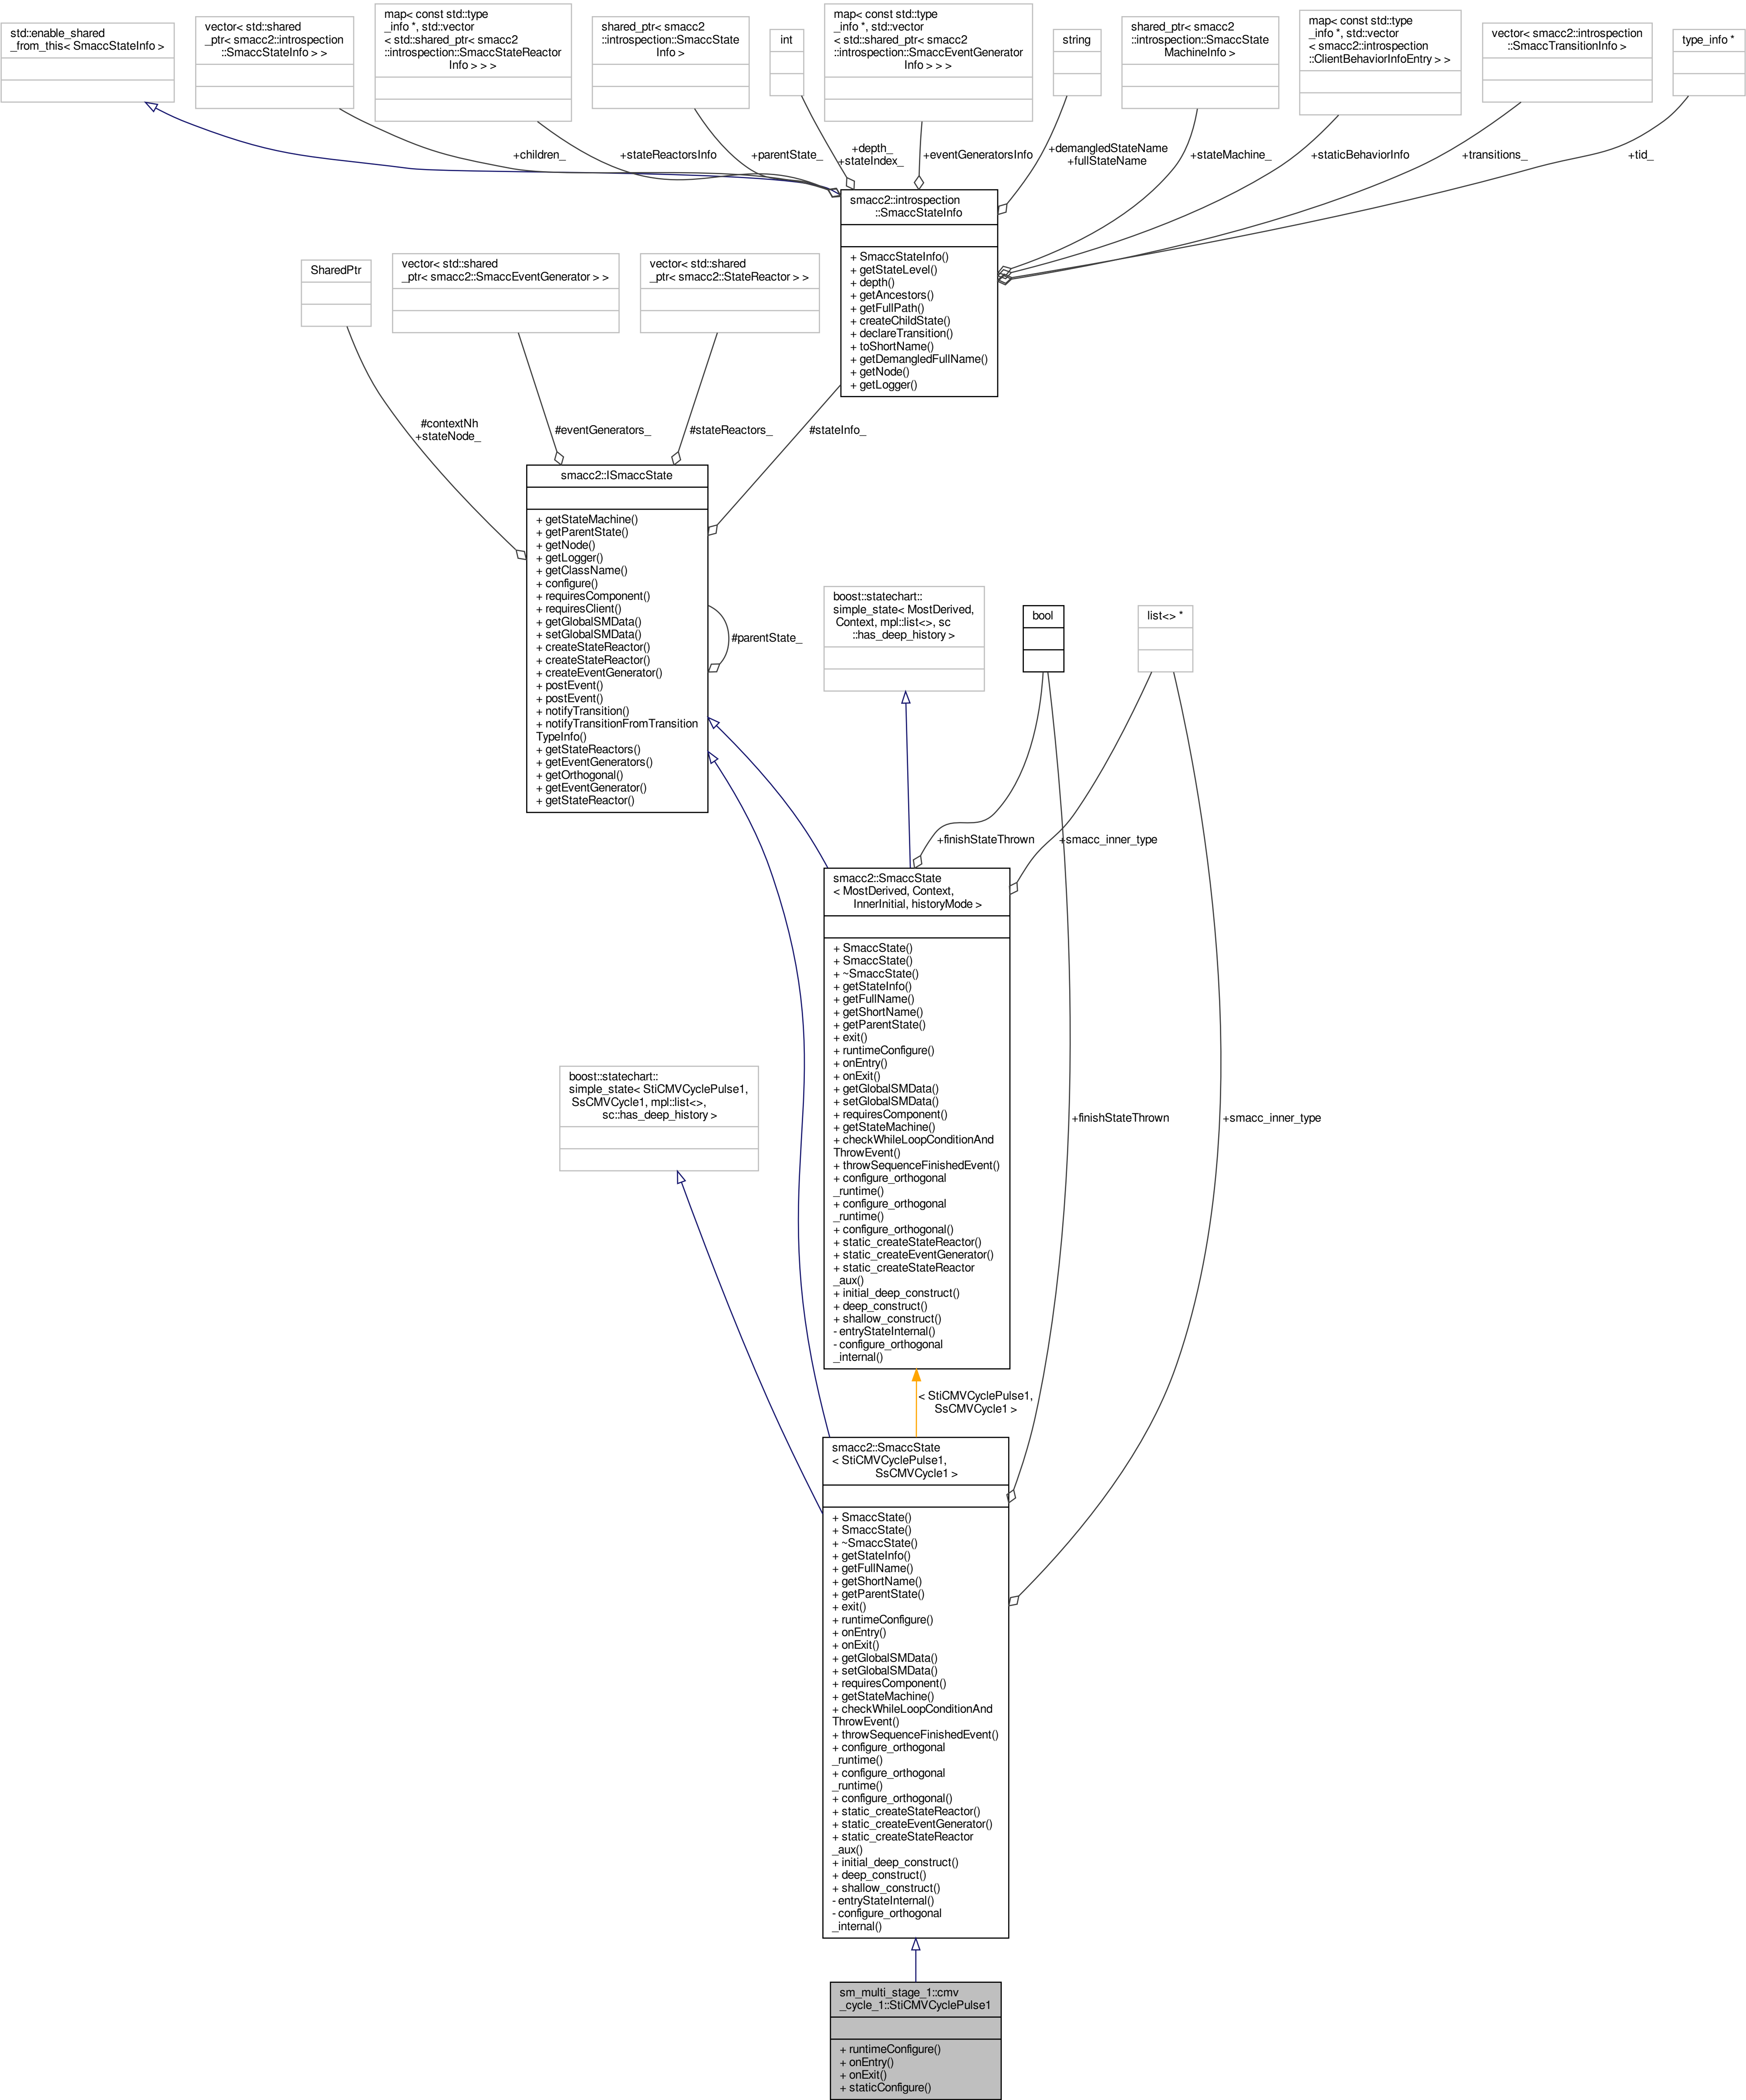 std::enable_shared
_from_this< SmaccStateInfo >
vector< std::shared
_ptr< smacc2::introspection
::SmaccStateInfo > >
map< const std::type
_info *, std::vector
< std::shared_ptr< smacc2
::introspection::SmaccStateReactor
Info > > >
shared_ptr< smacc2
::introspection::SmaccState
Info >
int
map< const std::type
_info *, std::vector
< std::shared_ptr< smacc2
::introspection::SmaccEventGenerator
Info > > >
string
shared_ptr< smacc2
::introspection::SmaccState
MachineInfo >
map< const std::type
_info *, std::vector
< smacc2::introspection
::ClientBehaviorInfoEntry > >
vector< smacc2::introspection
::SmaccTransitionInfo >
type_info *
+children_
+stateReactorsInfo
+parentState_
+depth_
+stateIndex_
+eventGeneratorsInfo
+demangledStateName
+fullStateName
+stateMachine_
+staticBehaviorInfo
+transitions_
+tid_
smacc2::introspection
::SmaccStateInfo
+ SmaccStateInfo()
+ getStateLevel()
+ depth()
+ getAncestors()
+ getFullPath()
+ createChildState()
+ declareTransition()
+ toShortName()
+ getDemangledFullName()
+ getNode()
+ getLogger()
SharedPtr
vector< std::shared
_ptr< smacc2::SmaccEventGenerator > >
vector< std::shared
_ptr< smacc2::StateReactor > >
#contextNh
+stateNode_
#eventGenerators_
#stateReactors_
#stateInfo_
smacc2::ISmaccState
+ getStateMachine()
+ getParentState()
+ getNode()
+ getLogger()
+ getClassName()
+ configure()
+ requiresComponent()
+ requiresClient()
+ getGlobalSMData()
+ setGlobalSMData()
+ createStateReactor()
+ createStateReactor()
+ createEventGenerator()
+ postEvent()
+ postEvent()
+ notifyTransition()
+ notifyTransitionFromTransition
TypeInfo()
+ getStateReactors()
+ getEventGenerators()
+ getOrthogonal()
+ getEventGenerator()
+ getStateReactor()
#parentState_
boost::statechart::
simple_state< MostDerived,
Context, mpl::list<>, sc
::has_deep_history >
bool
list<> *
+finishStateThrown
+smacc_inner_type
smacc2::SmaccState
< MostDerived, Context,
InnerInitial, historyMode >
+ SmaccState()
+ SmaccState()
+ ~SmaccState()
+ getStateInfo()
+ getFullName()
+ getShortName()
+ getParentState()
+ exit()
+ runtimeConfigure()
+ onEntry()
+ onExit()
+ getGlobalSMData()
+ setGlobalSMData()
+ requiresComponent()
+ getStateMachine()
+ checkWhileLoopConditionAnd
ThrowEvent()
+ throwSequenceFinishedEvent()
+ configure_orthogonal
_runtime()
+ configure_orthogonal
_runtime()
+ configure_orthogonal()
+ static_createStateReactor()
+ static_createEventGenerator()
+ static_createStateReactor
_aux()
+ initial_deep_construct()
+ deep_construct()
+ shallow_construct()
- entryStateInternal()
- configure_orthogonal
_internal()
boost::statechart::
simple_state< StiCMVCyclePulse1,
SsCMVCycle1, mpl::list<>,
sc::has_deep_history >
+finishStateThrown
+smacc_inner_type
< StiCMVCyclePulse1,
SsCMVCycle1 >
smacc2::SmaccState
< StiCMVCyclePulse1,
SsCMVCycle1 >
+ SmaccState()
+ SmaccState()
+ ~SmaccState()
+ getStateInfo()
+ getFullName()
+ getShortName()
+ getParentState()
+ exit()
+ runtimeConfigure()
+ onEntry()
+ onExit()
+ getGlobalSMData()
+ setGlobalSMData()
+ requiresComponent()
+ getStateMachine()
+ checkWhileLoopConditionAnd
ThrowEvent()
+ throwSequenceFinishedEvent()
+ configure_orthogonal
_runtime()
+ configure_orthogonal
_runtime()
+ configure_orthogonal()
+ static_createStateReactor()
+ static_createEventGenerator()
+ static_createStateReactor
_aux()
+ initial_deep_construct()
+ deep_construct()
+ shallow_construct()
- entryStateInternal()
- configure_orthogonal
_internal()
sm_multi_stage_1::cmv
_cycle_1::StiCMVCyclePulse1
+ runtimeConfigure()
+ onEntry()
+ onExit()
+ staticConfigure()